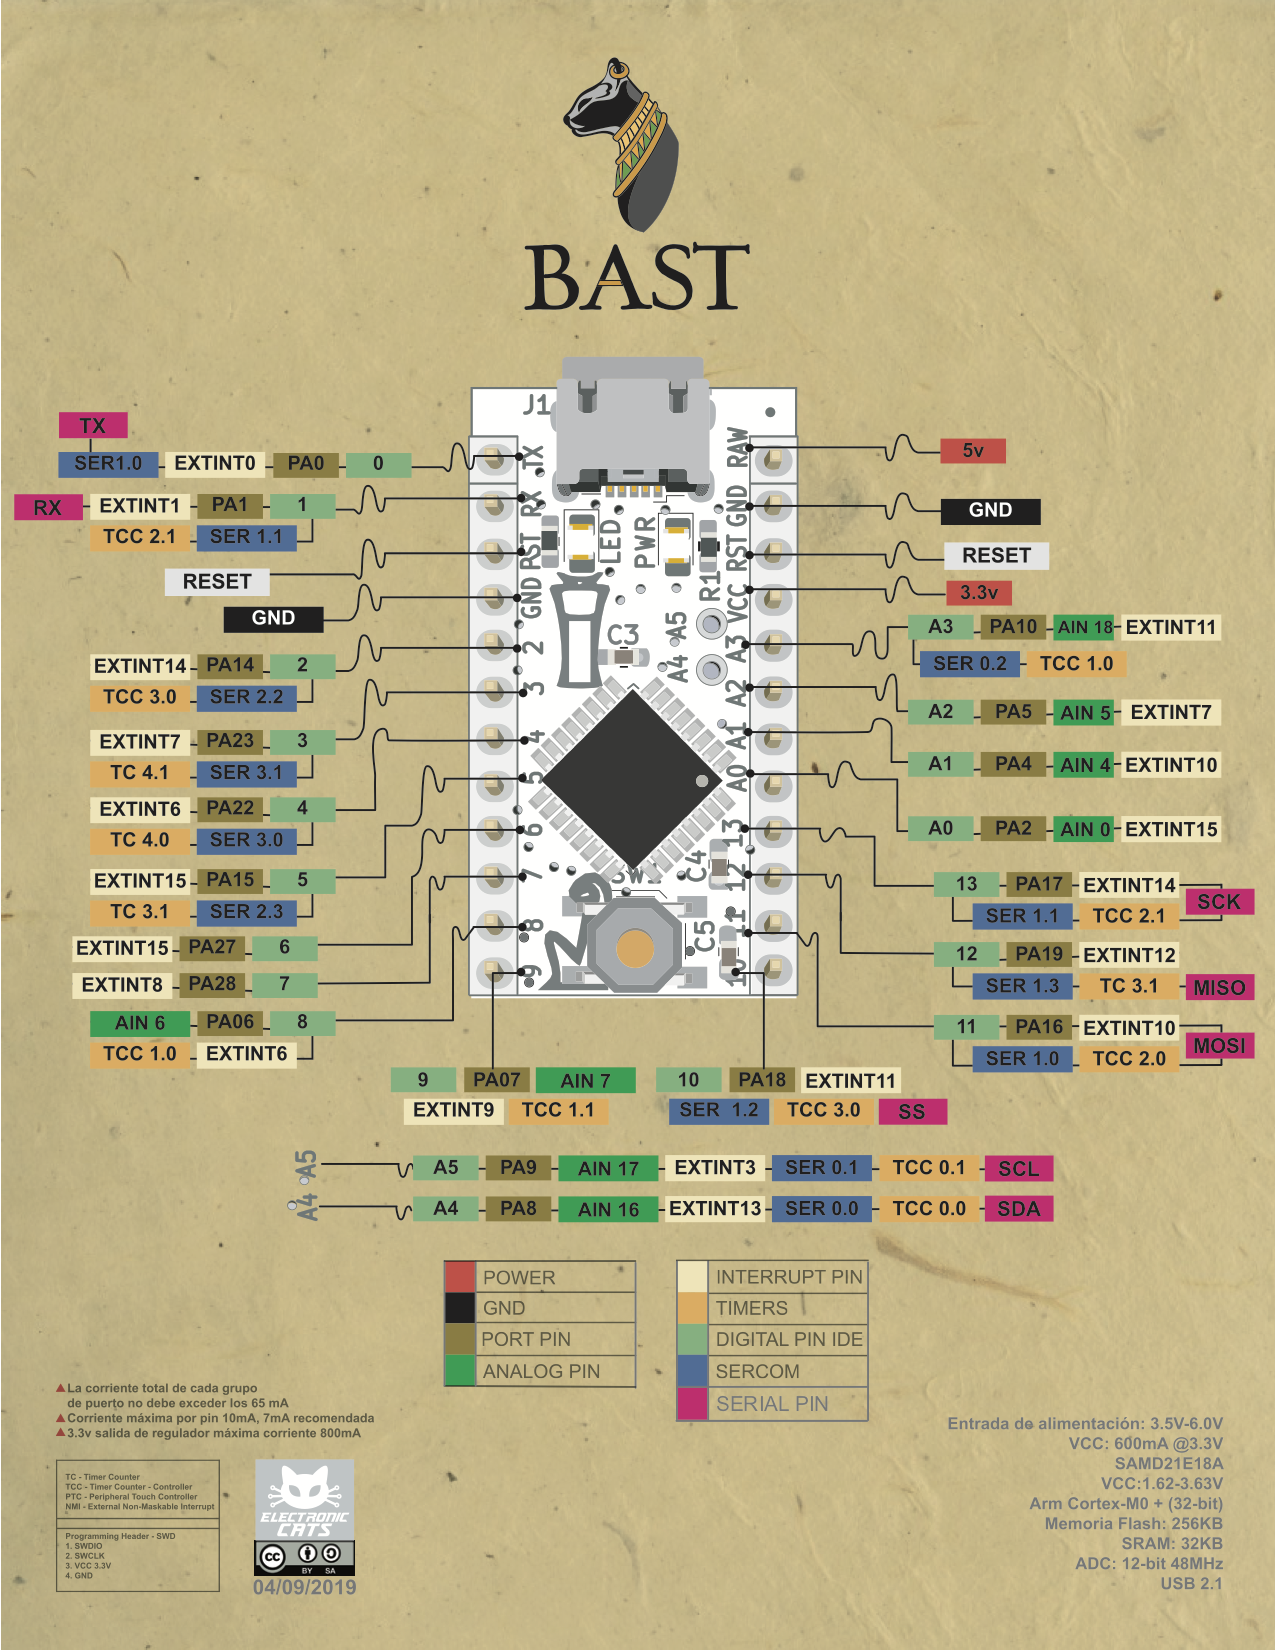 BAST
J1
TX
SER1.0 EXTINT0 PA0 0
RX EXTINT1 PA1 1
TCC 2.1 SER 1.1
RESET
GND
EXTINT14 PA14 2
TCC 3.0 SER 2.2
EXTINT7 PA23 3
TC 4.1 SER 3.1
EXTINT6 PA22 4
TC 4.0 SER 3.0
EXTINT15 PA15 5
TC 3.1 SER 2.3
EXTINT15 PA27 6
EXTINT8 PA28 7
AIN 6 PA06 8
TCC 1.0 EXTINT6
TX
RX
RST
GND
2
3
4
5
6
7
8
9
LED
PWR
R1
C3
A5
A4
C4
C5
RAW
GND
RST
VCC
A3
A2
A1
A0
13
12
11
10
5v
GND
RESET
3.3v
A3 PA10 AIN 18 EXTINT11
SER 0.2 TCC 1.0
A2 PA5 AIN 5 EXTINT7
A1 PA4 AIN 4 EXTINT10
A0 PA2 AIN 0 EXTINT15
13 PA17 EXTINT14
SCK
SER 1.1 TCC 2.1
12 PA19 EXTINT12
SER 1.3 TC 3.1 MISO
11 PA16 EXTINT10
MOSI
SER 1.0 TCC 2.0
9 PA07 AIN 7
EXTINT9 TCC 1.1
10 PA18 EXTINT11
SER 1.2 TCC 3.0 SS
A5 A5 PA9 AIN 17 EXTINT3 SER 0.1 TCC 0.1 SCL
A4 A4 PA8 AIN 16 EXTINT13 SER 0.0 TCC 0.0 SDA
POWER
GND
PORT PIN
ANALOG PIN
INTERRUPT PIN
TIMERS
DIGITAL PIN IDE
SERCOM
SERIAL PIN
La corriente total de cada grupo
de puerto no debe exceder los 65 mA
Corriente máxima por pin 10mA, 7mA recomendada
3.3v salida de regulador máxima corriente 800mA
TC - Timer Counter
TCC - Timer Counter - Controller
PTC - Peripheral Touch Controller
NMI - External Non-Maskable Interrupt
Programming Header - SWD
1. SWDIO
2. SWCLK
3. VCC 3.3V
4. GND
ELECTRONIC
CATS
cc
BY SA
04/09/2019
Entrada de alimentación: 3.5V-6.0V
VCC: 600mA @3.3V
SAMD21E18A
VCC:1.62-3.63V
Arm Cortex-M0 + (32-bit)
Memoria Flash: 256KB
SRAM: 32KB
ADC: 12-bit 48MHz
USB 2.1